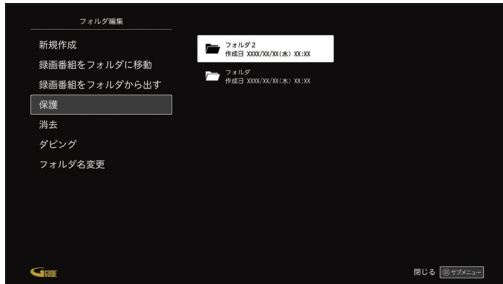 フォルダ編集
新規作成
録画番組をフォルダに移動
録画番組をフォルダから出す
保護
消去
ダビング
フォルダ名変更
フォルダ2
作成日 XXXX/XX/XX(水) XX:XX
フォルダ
作成日 XXXX/XX/XX(水) XX:XX
G GUIDE
閉じる サブメニュー